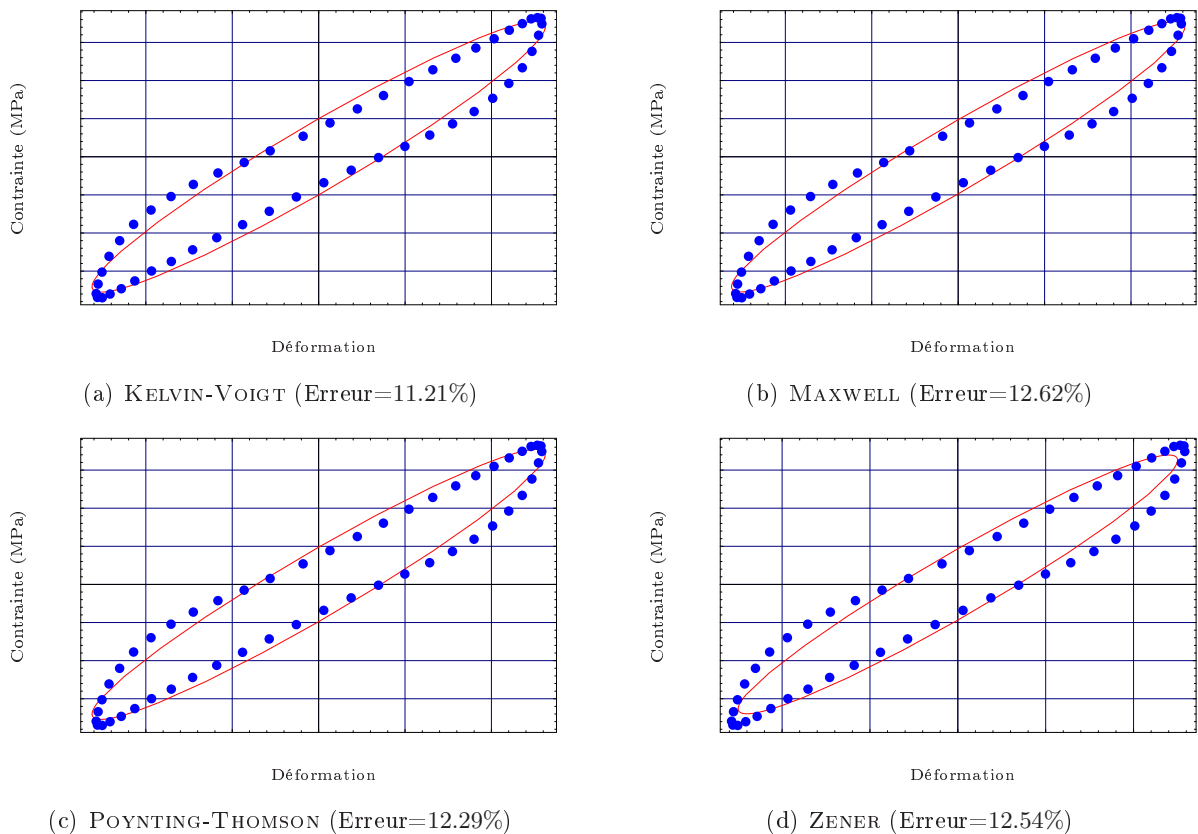 Contrainte (MPa)
Déformation
(a) KELVIN-VOIGT (Erreur=11.21%)
Contrainte (MPa)
Déformation
(b) MAXWELL (Erreur=12.62%)
Contrainte (MPa)
Déformation
(c) POYNTING-THOMSON (Erreur=12.29%)
Contrainte (MPa)
Déformation
(d) ZENER (Erreur=12.54%)